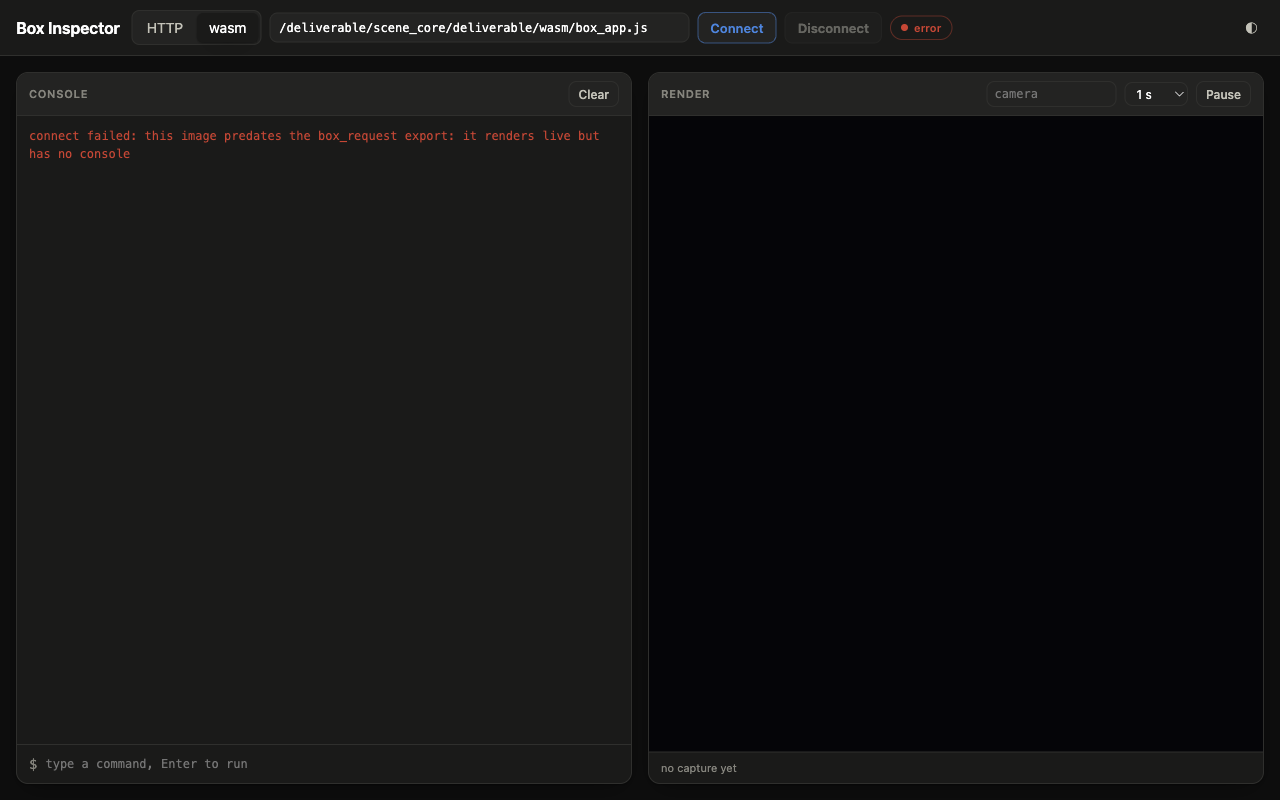 Box Inspector HTTP wasm /deliverable/scene_core/deliverable/wasm/box_app.js Connect Disconnect error
CONSOLE Clear
connect failed: this image predates the box_request export: it renders live but
has no console
$ type a command, Enter to run
RENDER camera 1 s Pause
no capture yet